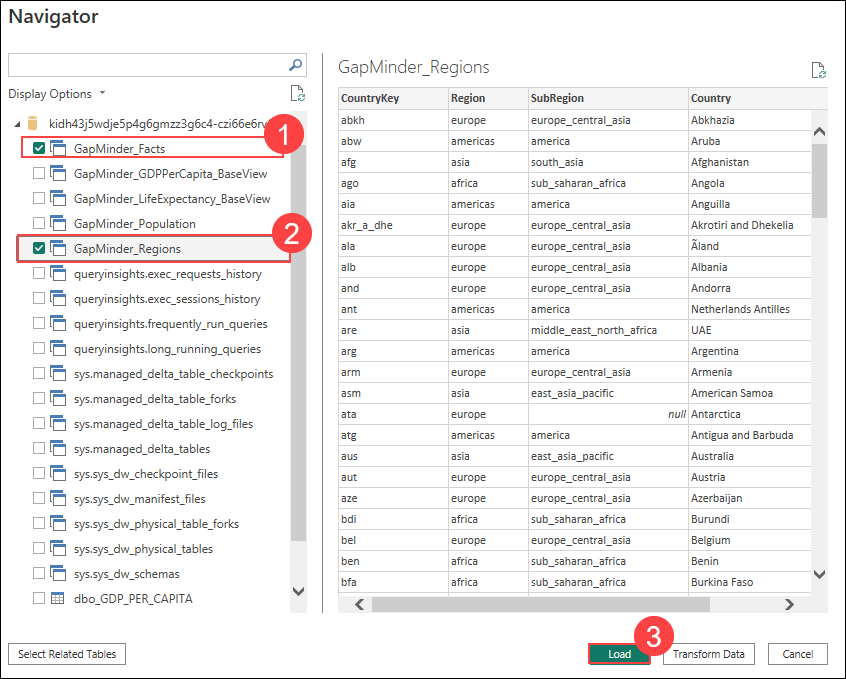 Navigator
Display Options
kidh43j5wdje5p4g6gmzz3g6c4-czi66e6rv
1
GapMinder_Facts
GapMinder_GDPPerCapita_BaseView
GapMinder_LifeExpectancy_BaseView
GapMinder_Population
2
GapMinder_Regions
queryinsights.exec_requests_history
queryinsights.exec_sessions_history
queryinsights.frequently_run_queries
queryinsights.long_running_queries
sys.managed_delta_table_checkpoints
sys.managed_delta_table_forks
sys.managed_delta_table_log_files
sys.managed_delta_tables
sys.sys_dw_checkpoint_files
sys.sys_dw_manifest_files
sys.sys_dw_physical_table_forks
sys.sys_dw_physical_tables
sys.sys_dw_schemas
dbo_GDP_PER_CAPITA
GapMinder_Regions
CountryKey Region SubRegion Country
abkh europe europe_central_asia Abkhazia
abw americas america Aruba
afg asia south_asia Afghanistan
ago africa sub_saharan_africa Angola
aia americas america Anguilla
akr_a_dhe europe europe_central_asia Akrotiri and Dhekelia
ala europe europe_central_asia Ãland
alb europe europe_central_asia Albania
and europe europe_central_asia Andorra
ant americas america Netherlands Antilles
are asia middle_east_north_africa UAE
arg americas america Argentina
arm europe europe_central_asia Armenia
asm asia east_asia_pacific American Samoa
ata europe null Antarctica
atg americas america Antigua and Barbuda
aus asia east_asia_pacific Australia
aut europe europe_central_asia Austria
aze europe europe_central_asia Azerbaijan
bdi africa sub_saharan_africa Burundi
bel europe europe_central_asia Belgium
ben africa sub_saharan_africa Benin
bfa africa sub_saharan_africa Burkina Faso
3
Select Related Tables Load Transform Data Cancel